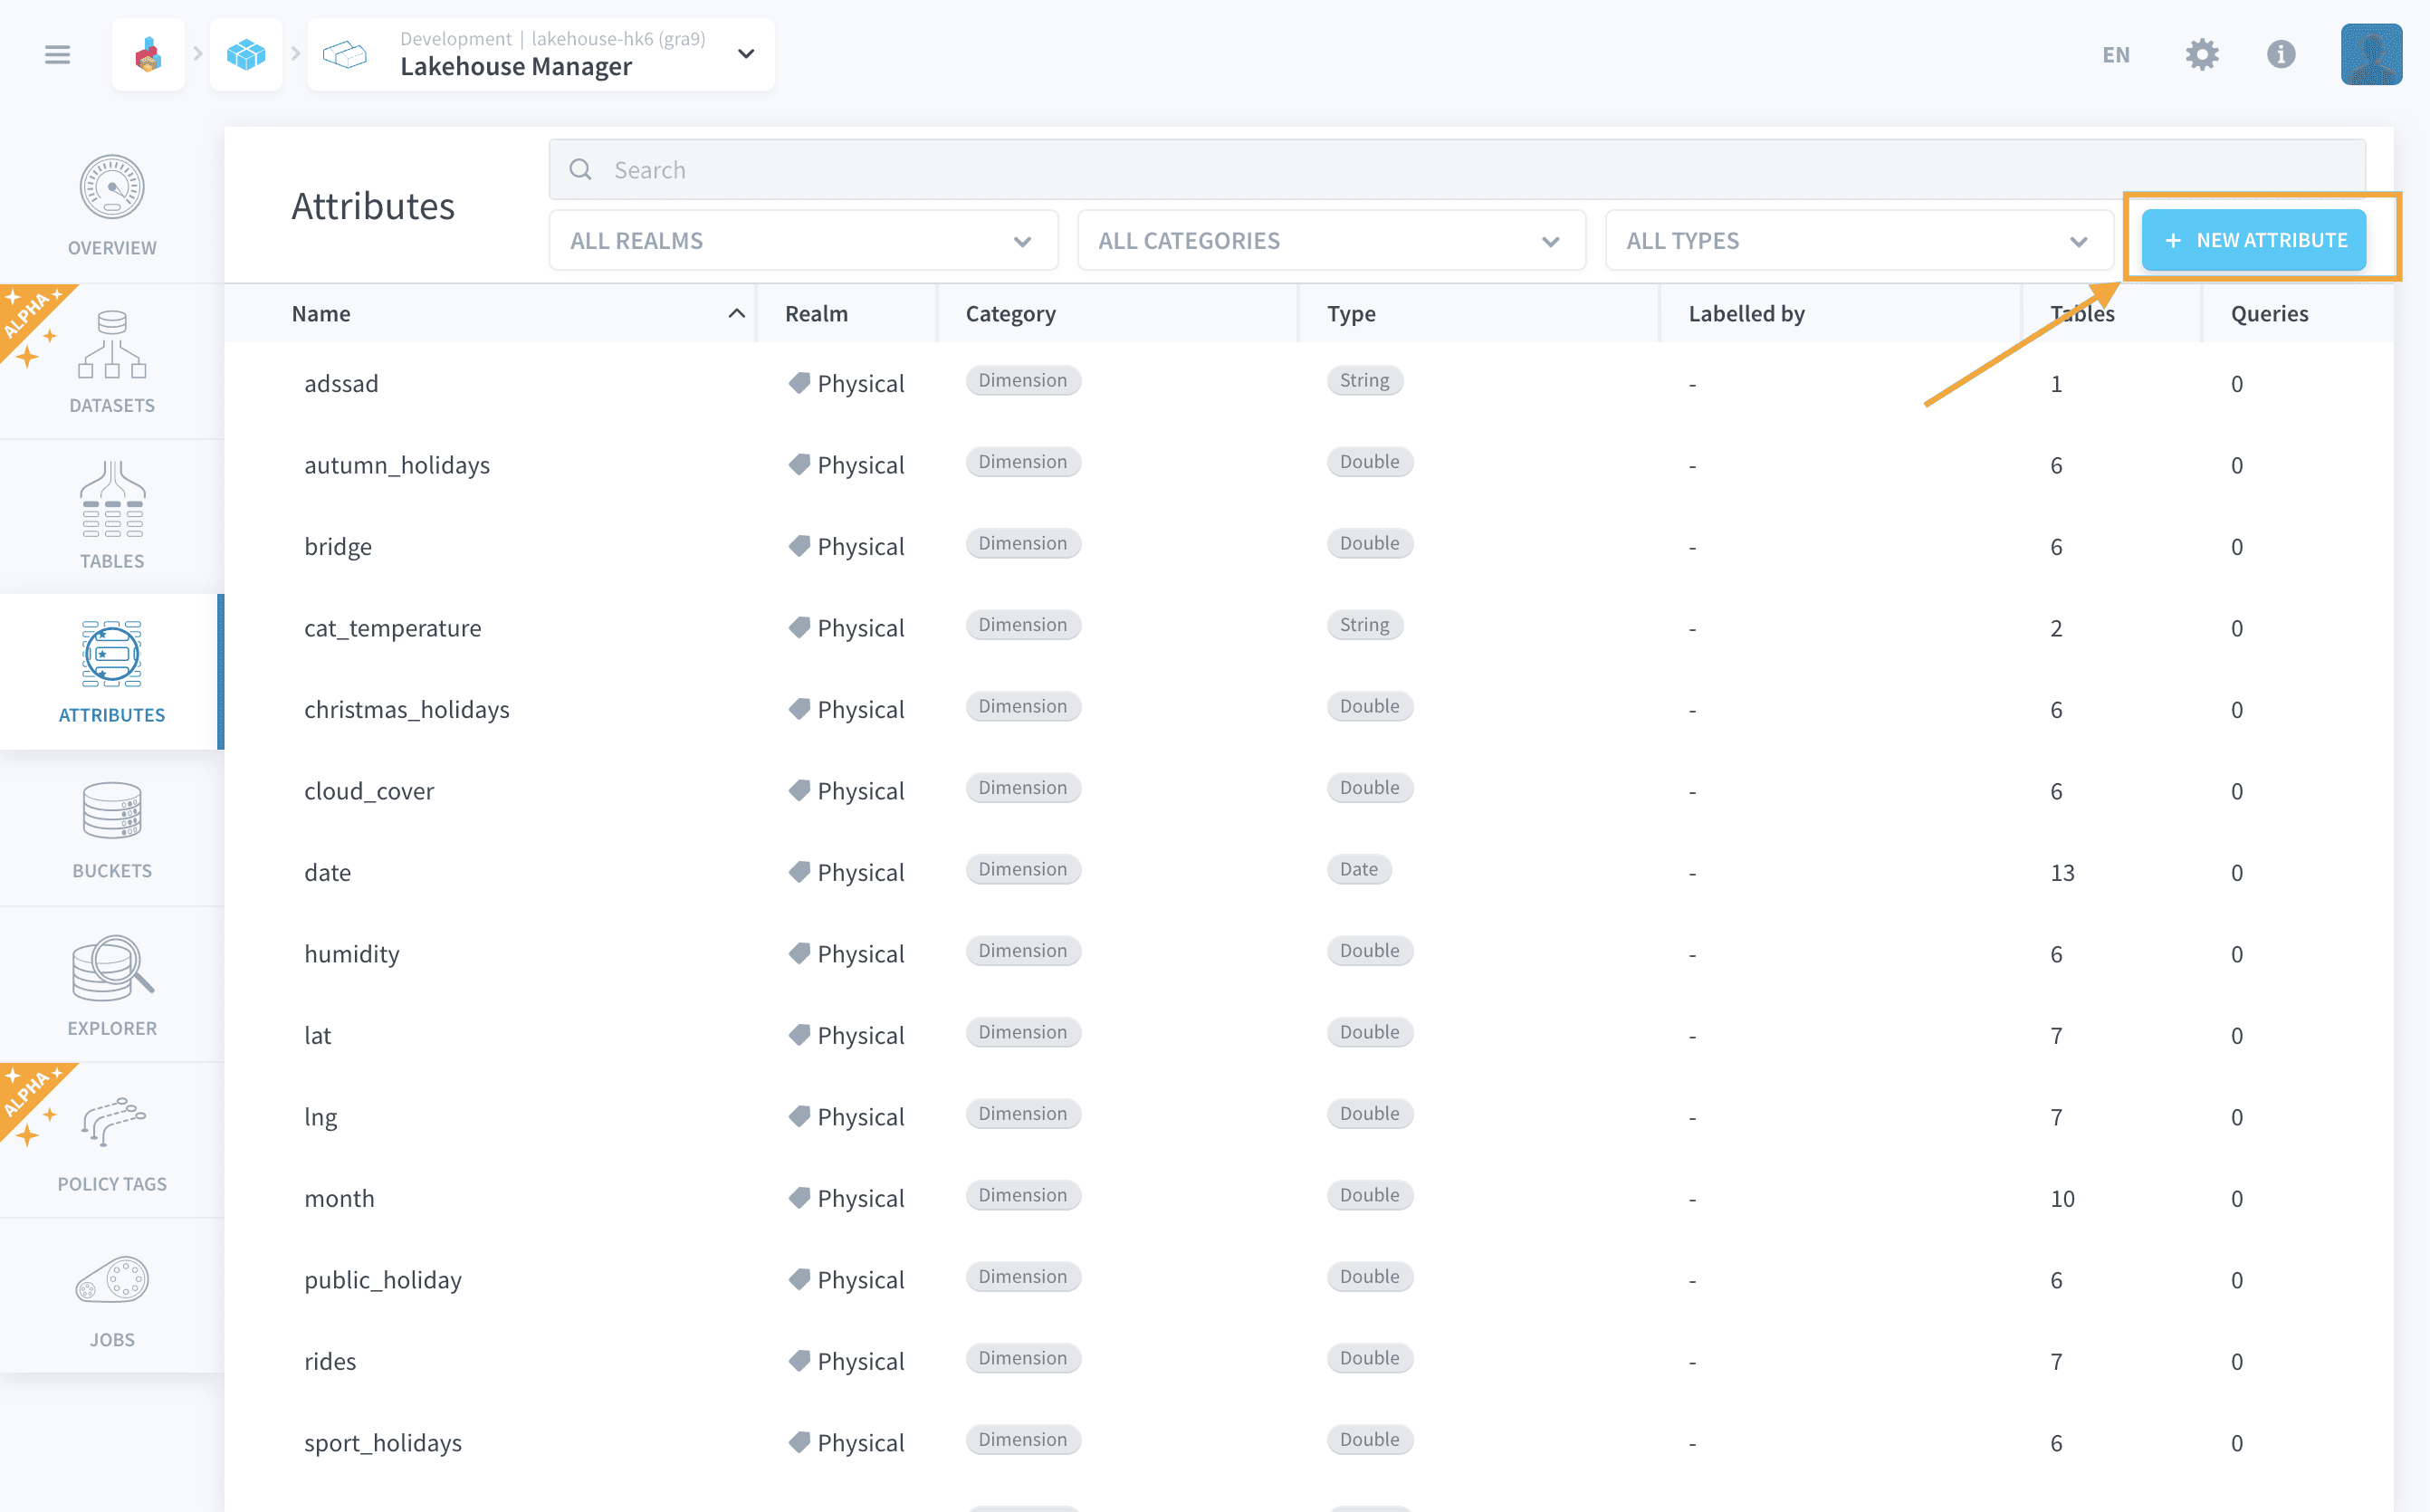 Development | lakehouse-hk6 (gra9)
Lakehouse Manager
EN
OVERVIEW
ALPHA
DATASETS
TABLES
ATTRIBUTES
BUCKETS
EXPLORER
ALPHA
POLICY TAGS
JOBS
Attributes
Search
ALL REALMS ALL CATEGORIES ALL TYPES + NEW ATTRIBUTE
Name Realm Category Type Labelled by Tables Queries
adssad Physical Dimension String - 1 0
autumn_holidays Physical Dimension Double - 6 0
bridge Physical Dimension Double - 6 0
cat_temperature Physical Dimension String - 2 0
christmas_holidays Physical Dimension Double - 6 0
cloud_cover Physical Dimension Double - 6 0
date Physical Dimension Date - 13 0
humidity Physical Dimension Double - 6 0
lat Physical Dimension Double - 7 0
lng Physical Dimension Double - 7 0
month Physical Dimension Double - 10 0
public_holiday Physical Dimension Double - 6 0
rides Physical Dimension Double - 7 0
sport_holidays Physical Dimension Double - 6 0